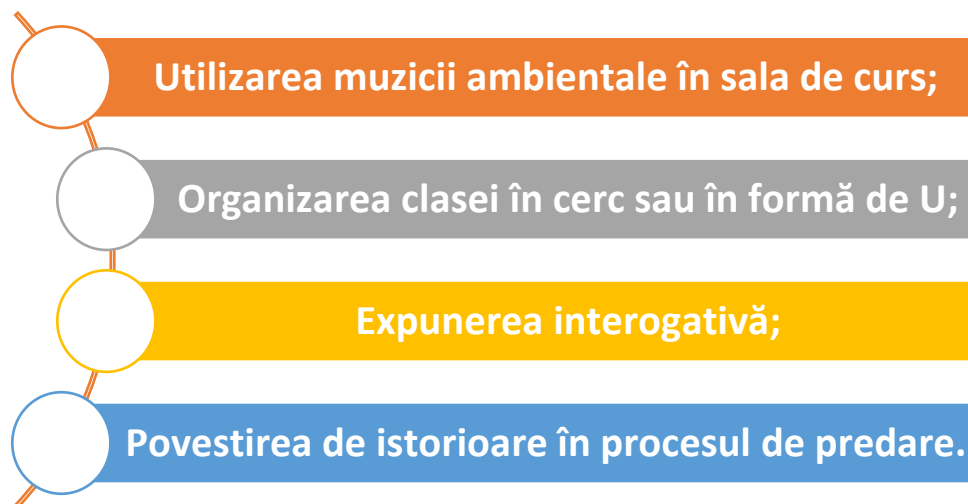 Utilizarea muzicii ambientale în sala de curs;
Organizarea clasei în cerc sau în formă de U;
Expunerea interogativă;
Povestirea de istorioare în procesul de predare.